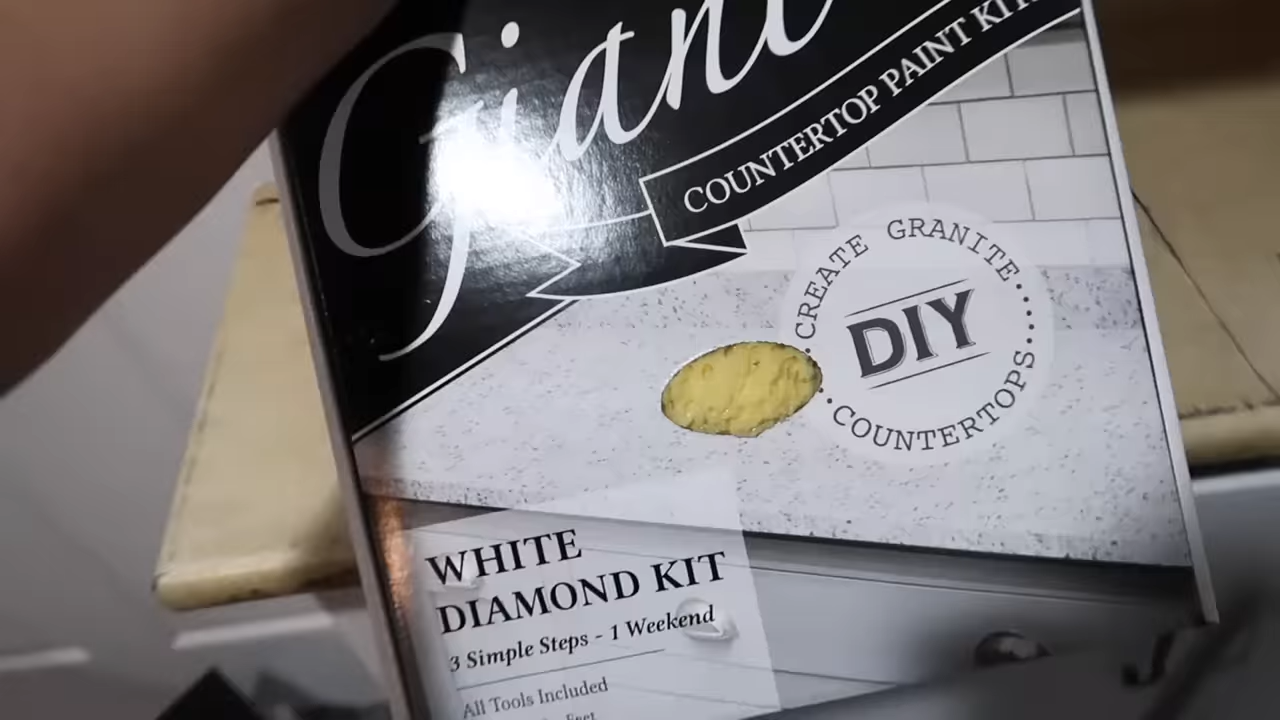 Giani
COUNTERTOP PAINT KIT
CREATE GRANITE
DIY
COUNTERTOPS
WHITE
DIAMOND KIT
3 Simple Steps - 1 Weekend
All Tools Included
Feet